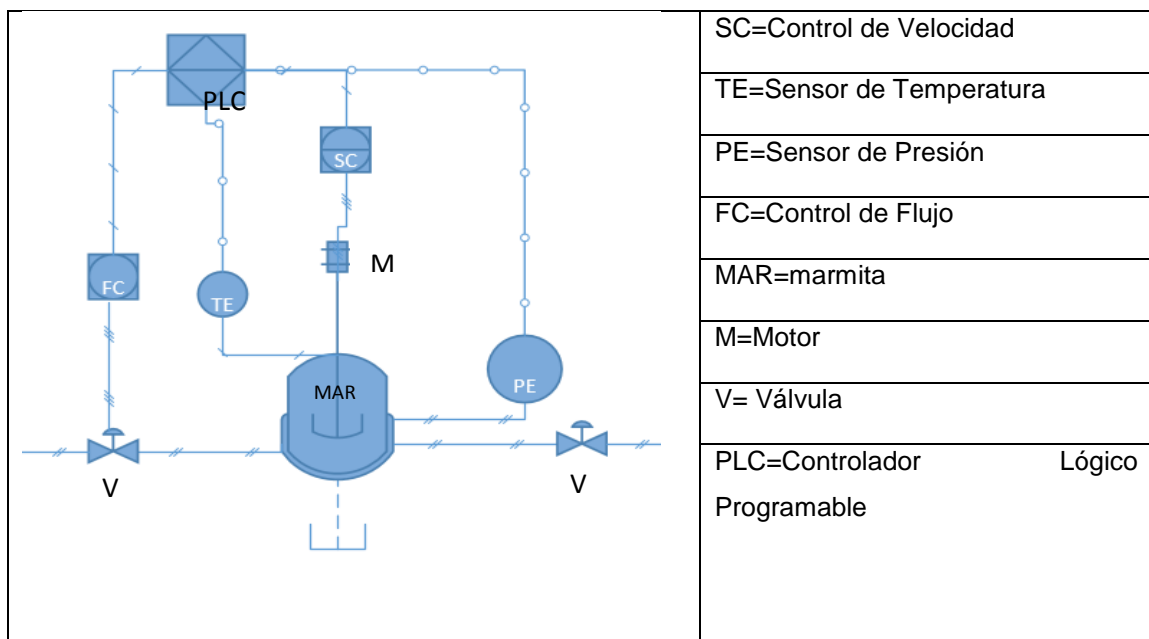 PLC
SC
M
FC
TE
MAR
PE
V
V
SC=Control de Velocidad
TE=Sensor de Temperatura
PE=Sensor de Presión
FC=Control de Flujo
MAR=marmita
M=Motor
V= Válvula
PLC=Controlador Lógico
Programable